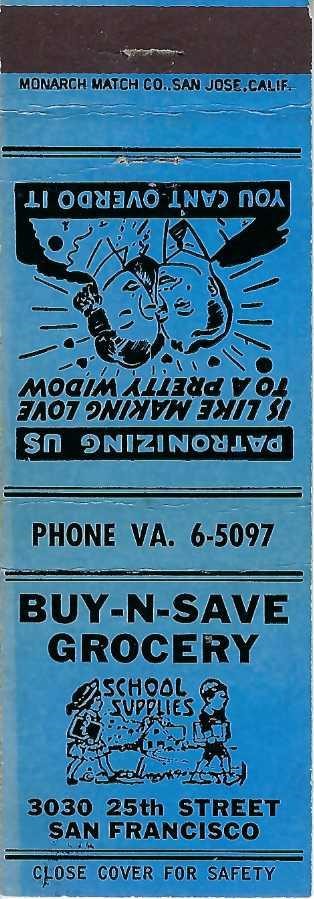 MONARCH MATCH CO., SAN JOSE, CALIF.
PATRONIZING US
IS LIKE MAKING LOVE
TO A PRETTY WIDOW
YOU CANT OVERDO IT
PHONE VA. 6-5097
BUY-N-SAVE
GROCERY
SCHOOL
SUPPLIES
3030 25th STREET
SAN FRANCISCO
CLOSE COVER FOR SAFETY